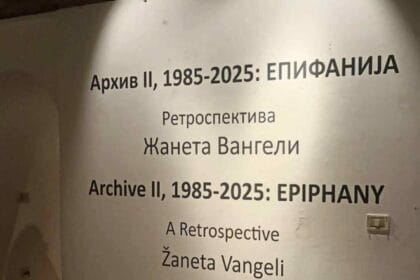 Архив II, 1985-2025: ЕПИФАНИЈА
Ретроспектива
Жанета Вангели
Archive II, 1985-2025: EPIPHANY
A Retrospective
Žaneta Vangeli